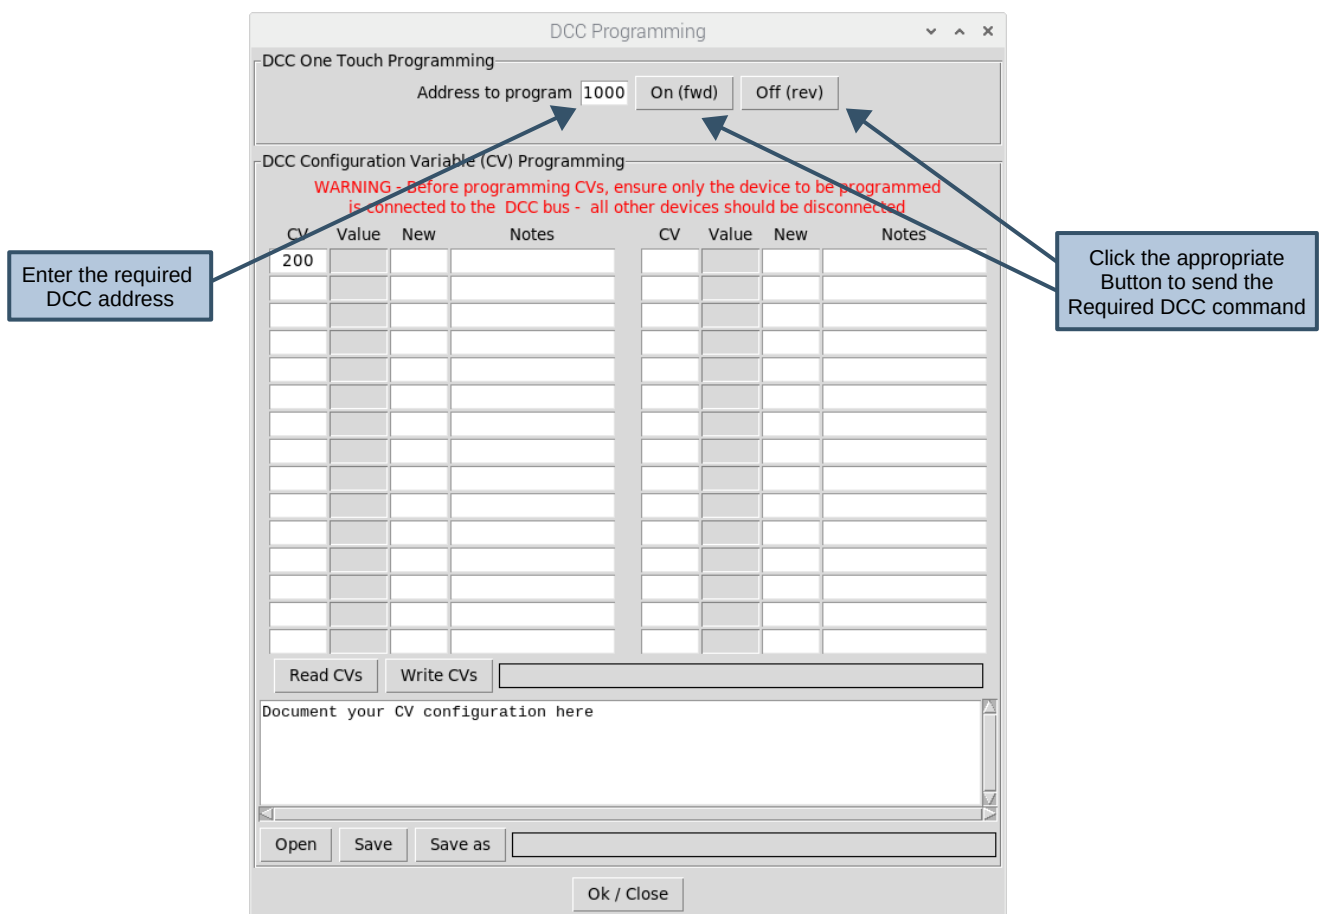 DCC Programming
DCC One Touch Programming
Address to program 1000 On (fwd) Off (rev)
DCC Configuration Variable (CV) Programming
WARNING - Before programming CVs, ensure only the device to be programmed
is connected to the DCC bus - all other devices should be disconnected
CV Value New Notes CV Value New Notes
200
Enter the required
DCC address
Click the appropriate
Button to send the
Required DCC command
Read CVs Write CVs
Document your CV configuration here
Open Save Save as
Ok / Close